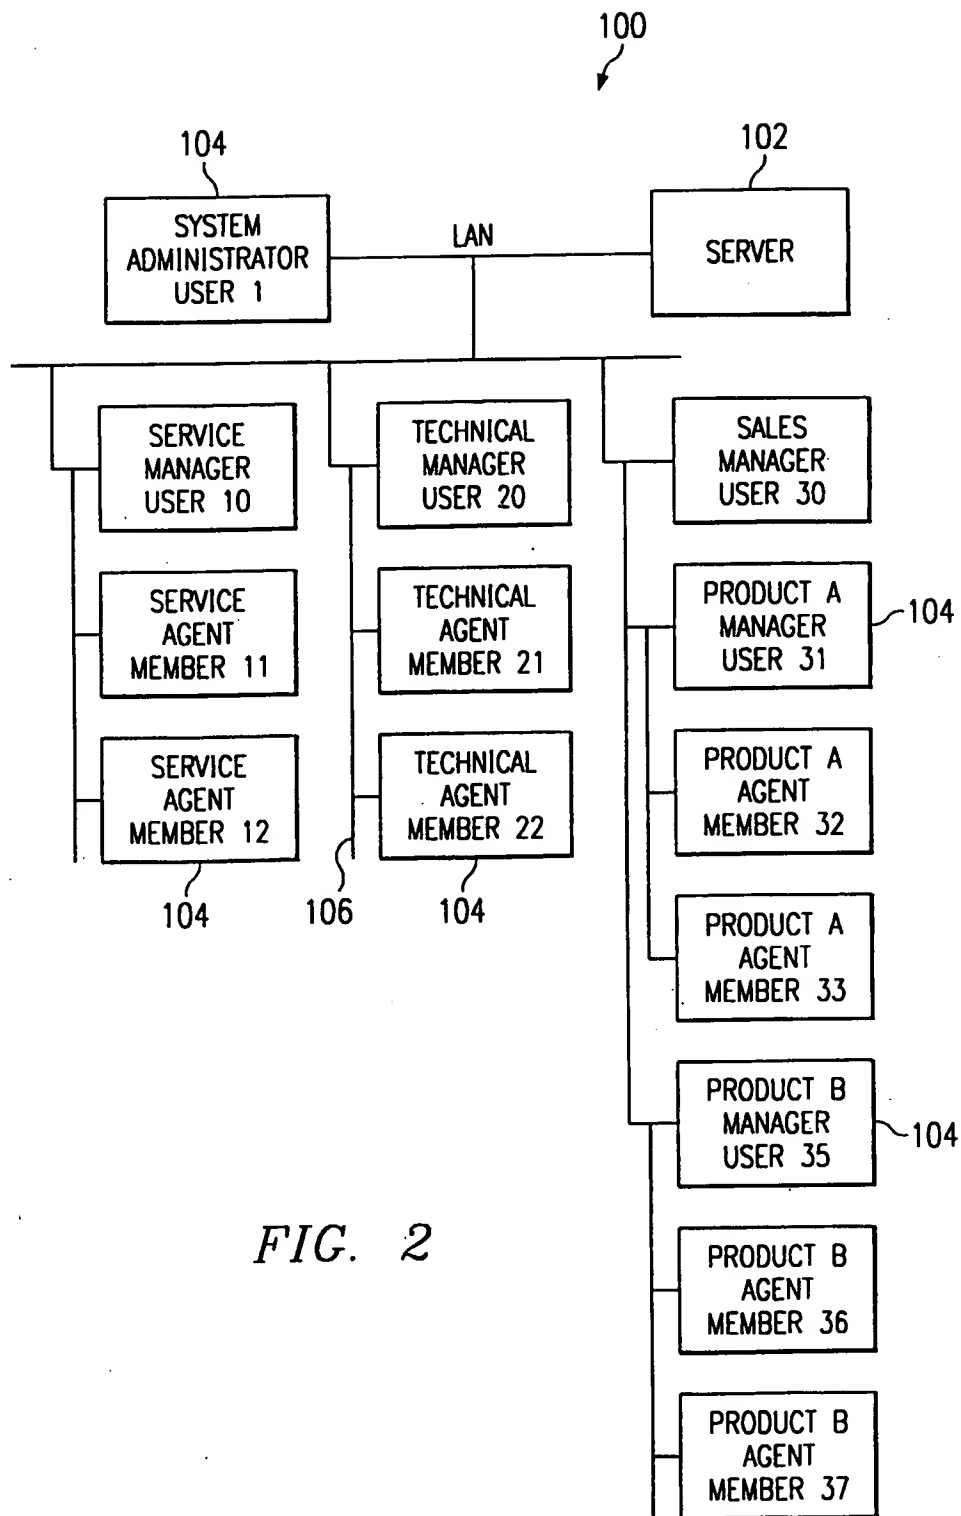 100
104
102
SYSTEM
ADMINISTRATOR
USER 1
LAN
SERVER
SERVICE
MANAGER
USER 10
TECHNICAL
MANAGER
USER 20
SALES
MANAGER
USER 30
SERVICE
AGENT
MEMBER 11
TECHNICAL
AGENT
MEMBER 21
PRODUCT A
MANAGER
USER 31
104
SERVICE
AGENT
MEMBER 12
TECHNICAL
AGENT
MEMBER 22
PRODUCT A
AGENT
MEMBER 32
104
106
104
PRODUCT A
AGENT
MEMBER 33
PRODUCT B
MANAGER
USER 35
104
FIG. 2
PRODUCT B
AGENT
MEMBER 36
PRODUCT B
AGENT
MEMBER 37